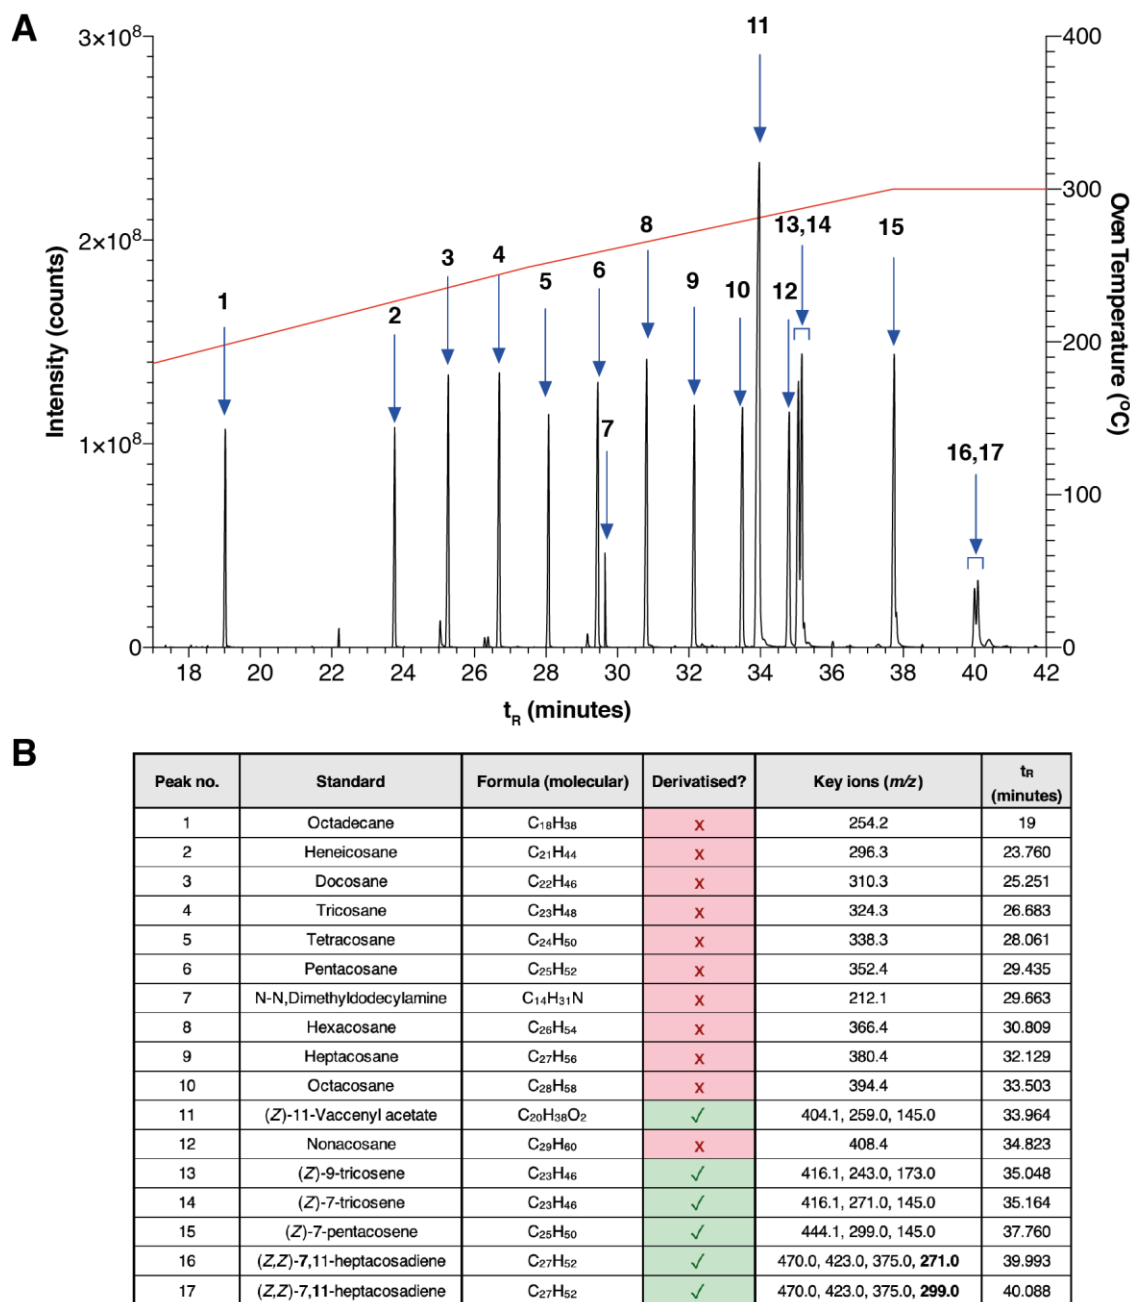 A
3×10⁸
2×10⁸
1×10⁸
0
Intensity (counts)
400
300
200
100
0
Oven Temperature (°C)
1
2
3
4
5
6
7
8
9
10
11
12
13,14
15
16,17
18 20 22 24 26 28 30 32 34 36 38 40 42
tR (minutes)
B
Peak no. Standard Formula (molecular) Derivatised? Key ions (m/z) tR (minutes)
1 Octadecane C₁₈H₃₈ x 254.2 19
2 Heneicosane C₂₁H₄₄ x 296.3 23.760
3 Docosane C₂₂H₄₆ x 310.3 25.251
4 Tricosane C₂₃H₄₈ x 324.3 26.683
5 Tetracosane C₂₄H₅₀ x 338.3 28.061
6 Pentacosane C₂₅H₅₂ x 352.4 29.435
7 N-N,Dimethyldodecylamine C₁₄H₃₁N x 212.1 29.663
8 Hexacosane C₂₆H₅₄ x 366.4 30.809
9 Heptacosane C₂₇H₅₆ x 380.4 32.129
10 Octacosane C₂₈H₅₈ x 394.4 33.503
11 (Z)-11-Vaccenyl acetate C₂₀H₃₈O₂ ✓ 404.1, 259.0, 145.0 33.964
12 Nonacosane C₂₉H₆₀ x 408.4 34.823
13 (Z)-9-tricosene C₂₃H₄₆ ✓ 416.1, 243.0, 173.0 35.048
14 (Z)-7-tricosene C₂₃H₄₆ ✓ 416.1, 271.0, 145.0 35.164
15 (Z)-7-pentacosene C₂₅H₅₀ ✓ 444.1, 299.0, 145.0 37.760
16 (Z,Z)-7,11-heptacosadiene C₂₇H₅₂ ✓ 470.0, 423.0, 375.0, 271.0 39.993
17 (Z,Z)-7,11-heptacosadiene C₂₇H₅₂ ✓ 470.0, 423.0, 375.0, 299.0 40.088